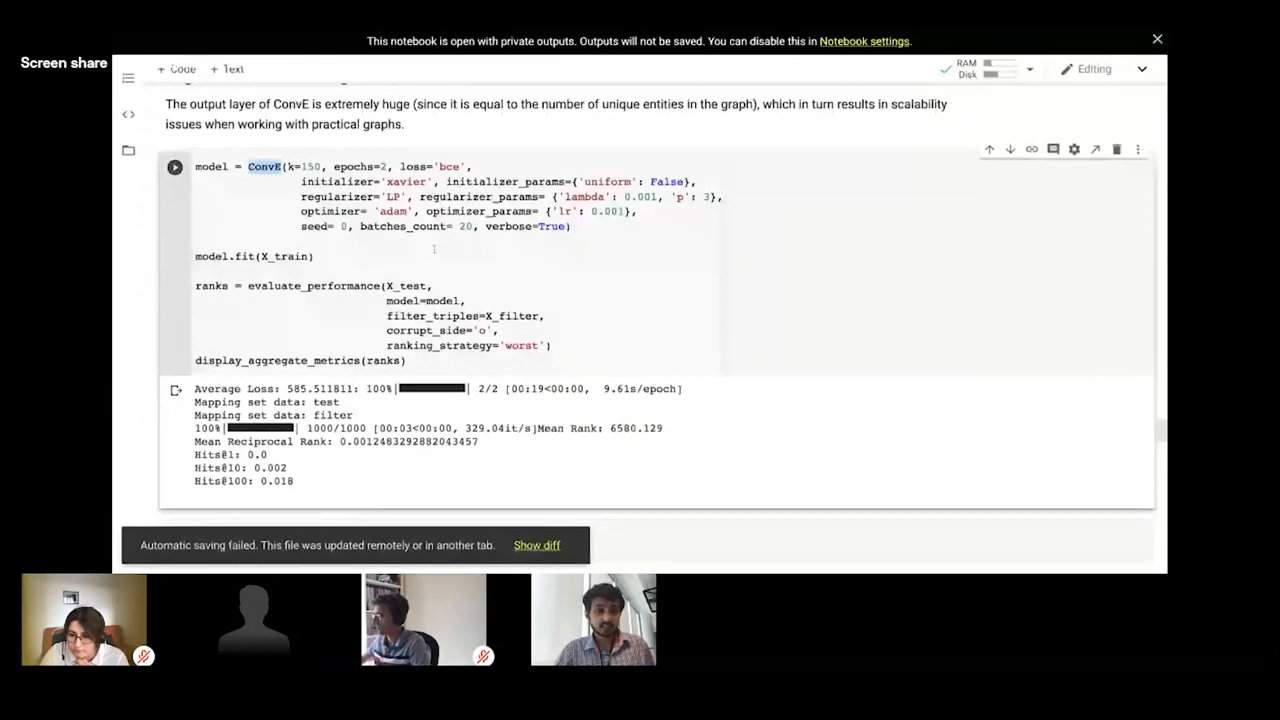 This notebook is open with private outputs. Outputs will not be saved. You can disable this in Notebook settings.
Screen share
+ Code + Text
RAM
Disk
Editing
The output layer of ConvE is extremely huge (since it is equal to the number of unique entities in the graph), which in turn results in scalability
issues when working with practical graphs.
model = ConvE(k=150, epochs=2, loss='bce',
initializer='xavier', initializer_params={'uniform': False},
regularizer='LP', regularizer_params= {'lambda': 0.001, 'p': 3},
optimizer= 'adam', optimizer_params= {'lr': 0.001},
seed= 0, batches_count= 20, verbose=True)
model.fit(X_train)
ranks = evaluate_performance(X_test,
model=model,
filter_triples=X_filter,
corrupt_side='o',
ranking_strategy='worst')
display_aggregate_metrics(ranks)
Average Loss: 585.511811: 100%| | 2/2 [00:19<00:00, 9.61s/epoch]
Mapping set data: test
Mapping set data: filter
100%| | 1000/1000 [00:03<00:00, 329.04it/s]Mean Rank: 6580.129
Mean Reciprocal Rank: 0.0012483292882043457
Hits@1: 0.0
Hits@10: 0.002
Hits@100: 0.018
Automatic saving failed. This file was updated remotely or in another tab. Show diff